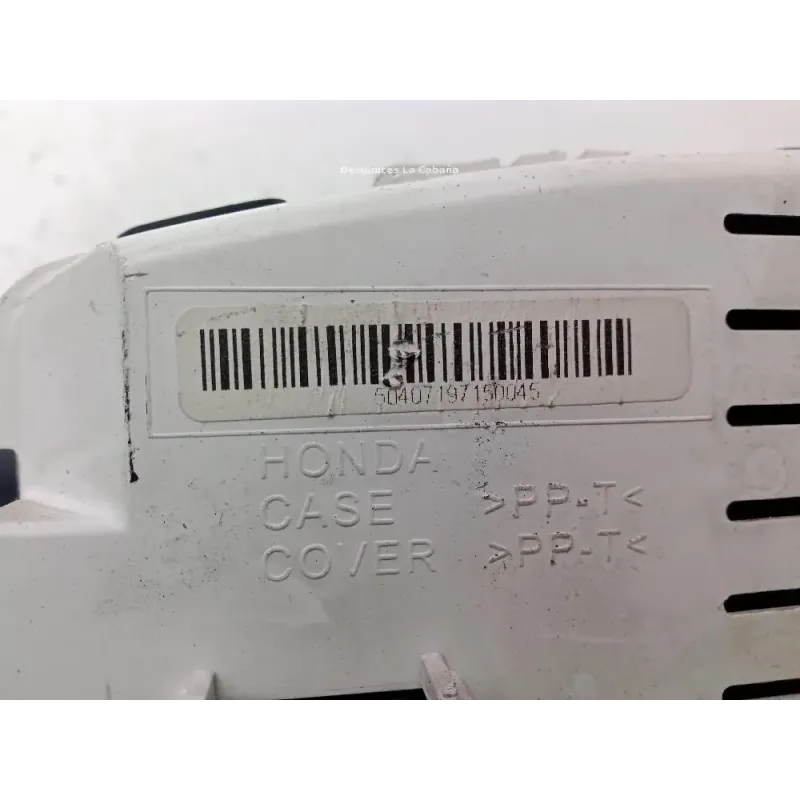 Desguaces La Cabaña
50407197150045
HONDA
CASE >PP-T<
COVER >PP-T<